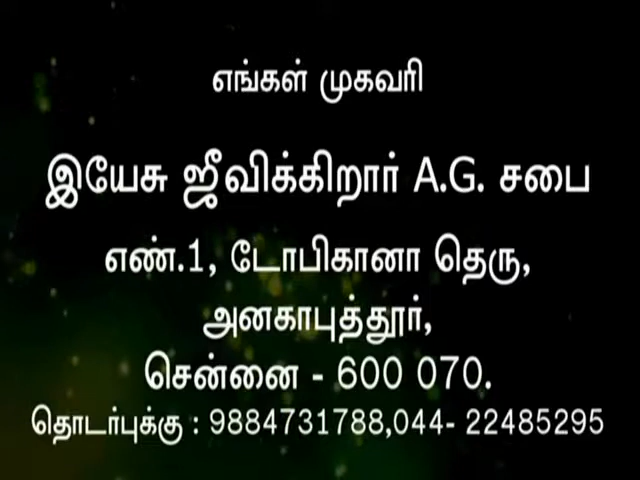 எங்கள் முகவரி
இயேசு ஜீவிக்கிறார் A.G. சபை
எண்.1, டோபிகானா தெரு,
அனகாபுத்தூர்,
சென்னை - 600 070.
தொடர்புக்கு : 9884731788,044- 22485295